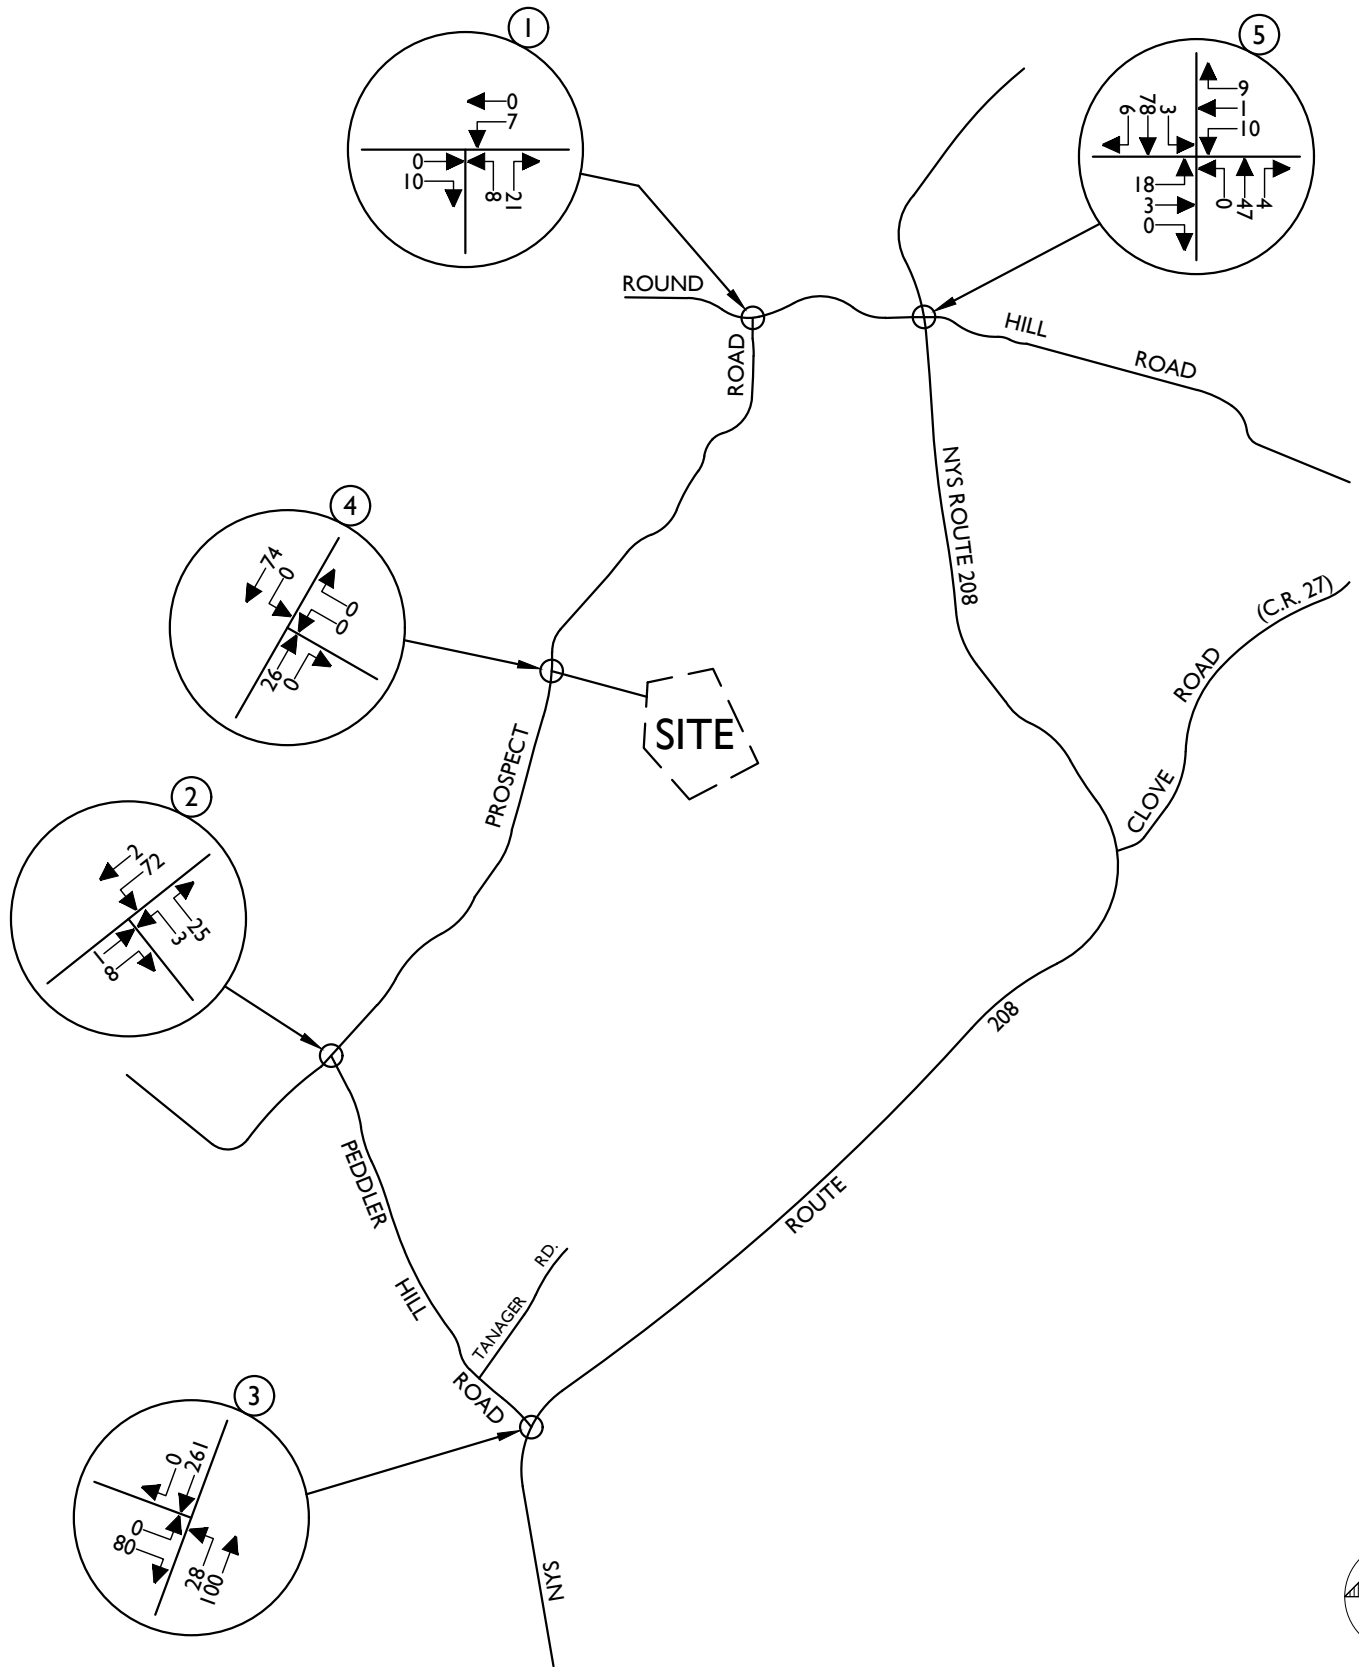 1
0
7
0
10
8
21
5
9
1
10
6
78
3
18
3
0
0
47
4
ROUND
HILL
ROAD
ROAD
NYS ROUTE 208
4
74
0
0
0
26
0
SITE
PROSPECT
(C.R. 27)
ROAD
CLOVE
2
2
72
25
3
1
8
208
ROUTE
PEDDLER
HILL
ROAD
TANAGER RD.
3
0
261
0
80
28
100
NYS